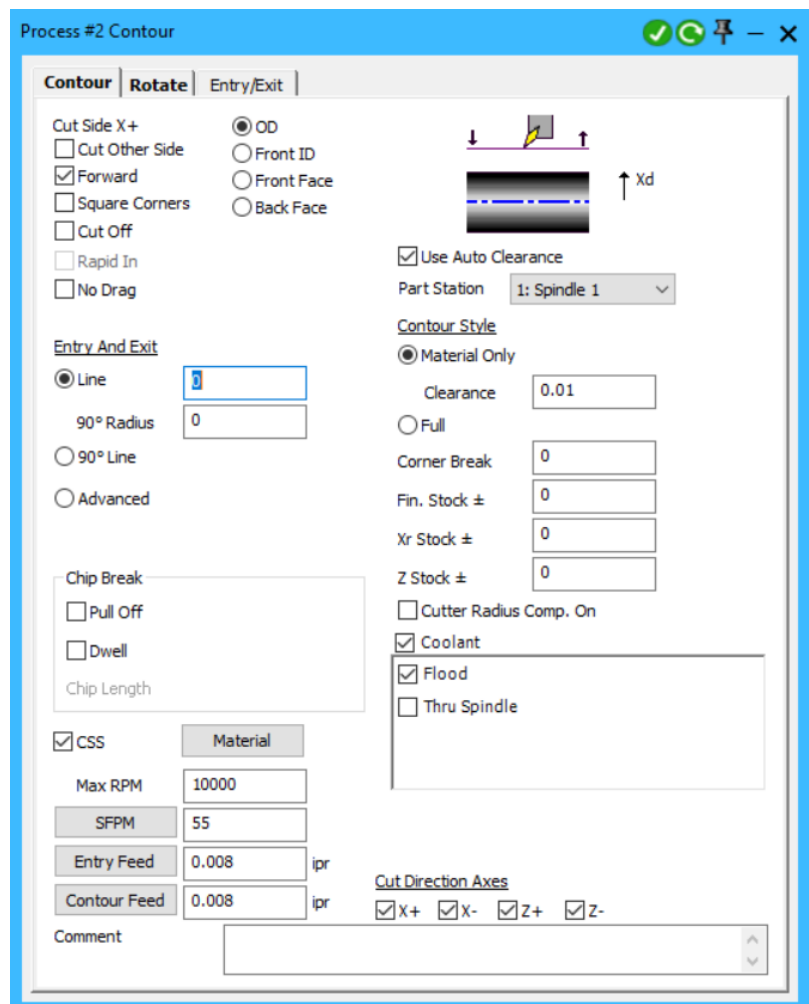 Process #2 Contour
Contour
Rotate
Entry/Exit
Cut Side X+
Cut Other Side
Forward
Square Corners
Cut Off
Rapid In
No Drag
OD
Front ID
Front Face
Back Face
Xd
Use Auto Clearance
Part Station 1: Spindle 1
Entry And Exit
Line 0
90° Radius 0
90° Line
Advanced
Contour Style
Material Only
Clearance 0.01
Full
Corner Break 0
Fin. Stock ± 0
Xr Stock ± 0
Z Stock ± 0
Cutter Radius Comp. On
Coolant
Flood
Thru Spindle
Chip Break
Pull Off
Dwell
Chip Length
CSS Material
Max RPM 10000
SFPM 55
Entry Feed 0.008 ipr
Contour Feed 0.008 ipr
Cut Direction Axes
X+ X- Z+ Z-
Comment